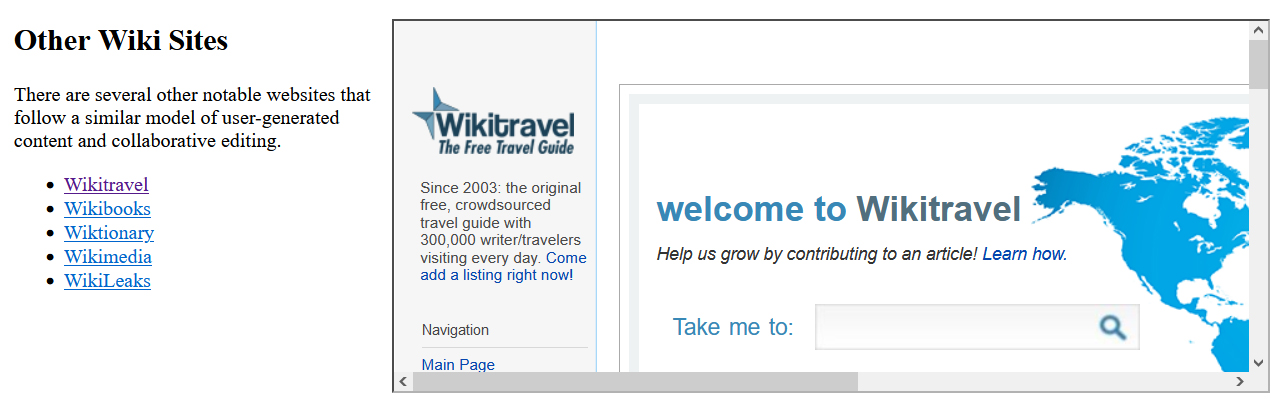 Other Wiki Sites
There are several other notable websites that
follow a similar model of user-generated
content and collaborative editing.
Wikitravel
Wikibooks
Wiktionary
Wikimedia
WikiLeaks
Wikitravel
The Free Travel Guide
Since 2003: the original
free, crowdsourced
travel guide with
300,000 writer/travelers
visiting every day. Come
add a listing right now!
Navigation
Main Page
welcome to Wikitravel
Help us grow by contributing to an article! Learn how.
Take me to: